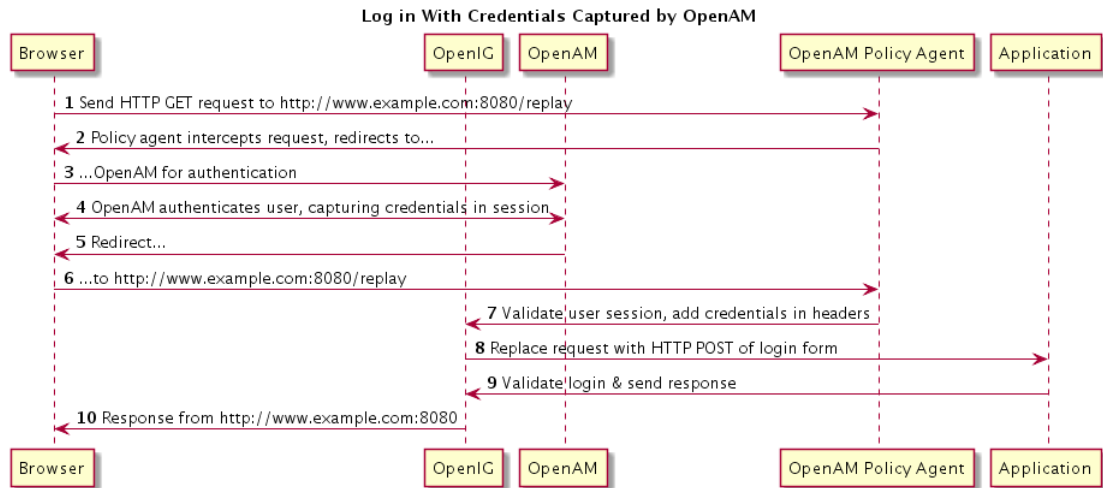 Log in With Credentials Captured by OpenAM
Browser OpenIG OpenAM OpenAM Policy Agent Application
1 Send HTTP GET request to http://www.example.com:8080/replay
2 Policy agent intercepts request, redirects to...
3 ...OpenAM for authentication
4 OpenAM authenticates user, capturing credentials in session
5 Redirect...
6 ...to http://www.example.com:8080/replay
7 Validate user session, add credentials in headers
8 Replace request with HTTP POST of login form
9 Validate login & send response
10 Response from http://www.example.com:8080
Browser OpenIG OpenAM OpenAM Policy Agent Application